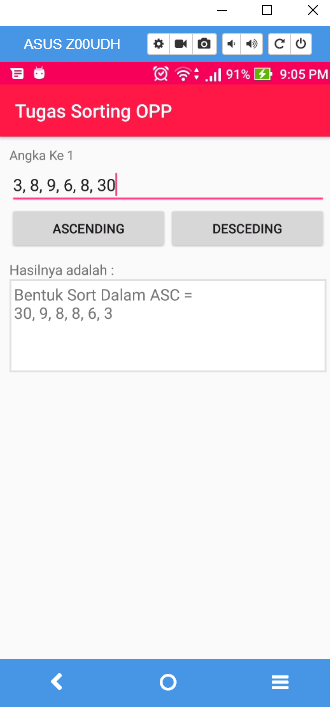 ASUS Z00UDH
91% 9:05 PM
Tugas Sorting OPP
Angka Ke 1
3, 8, 9, 6, 8, 30
ASCENDING DESCEDING
Hasilnya adalah :
Bentuk Sort Dalam ASC =
30, 9, 8, 8, 6, 3